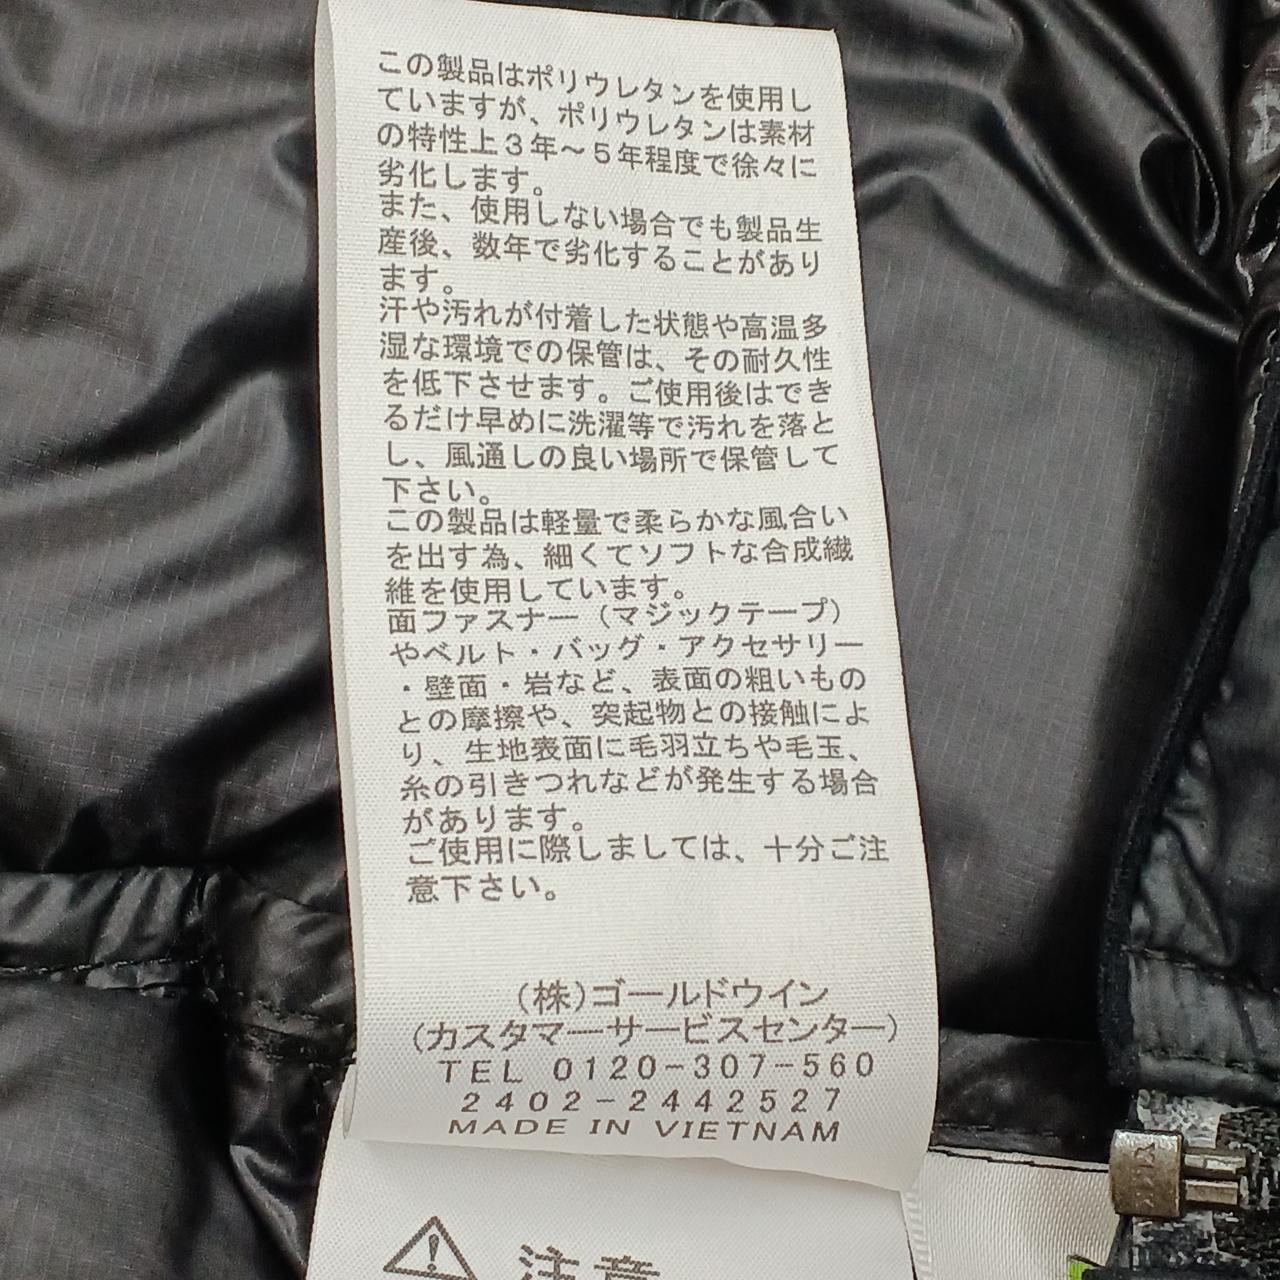 この製品はポリウレタンを使用し
ていますが、ポリウレタンは素材
の特性上3年～5年程度で徐々に
劣化します。
また、使用しない場合でも製品生
産後、数年で劣化することがあり
ます。
汗や汚れが付着した状態や高温多
湿な環境での保管は、その耐久性
を低下させます。ご使用後はでき
るだけ早めに洗濯等で汚れを落と
し、風通しの良い場所で保管して
下さい。
この製品は軽量で柔らかな風合い
を出す為、細くてソフトな合成繊
維を使用しています。
面ファスナー(マジックテープ)
やベルト・バッグ・アクセサリー
・壁面・岩など、表面の粗いもの
との摩擦や、突起物との接触によ
り、生地表面に毛羽立ちや毛玉、
糸の引きつれなどが発生する場合
があります。
ご使用に際しましては、十分ご注
意下さい。
(株)ゴールドウイン
(カスタマーサービスセンター)
TEL 0120-307-560
2402-2442527
MADE IN VIETNAM
注意